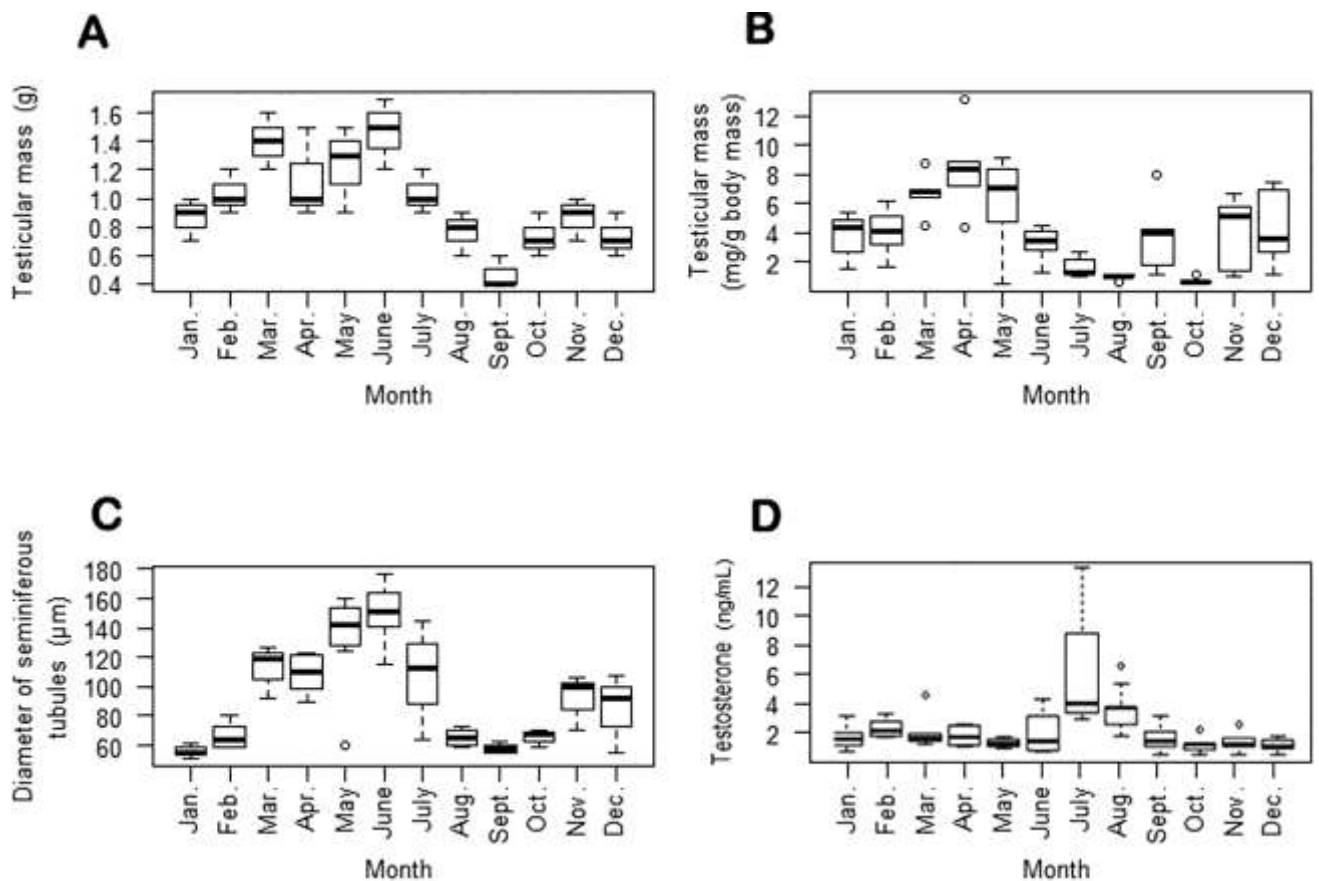 A
Testicular mass (g)
1.6
1.4
1.2
1.0
0.8
0.6
0.4
Jan. Feb. Mar. Apr. May June July Aug. Sept. Oct. Nov. Dec.
Month
B
Testicular mass
(mg/g body mass)
12
10
8
6
4
2
Jan. Feb. Mar. Apr. May June July Aug. Sept. Oct. Nov. Dec.
Month
C
Diameter of seminiferous
tubules (µm)
180
160
140
120
100
80
60
Jan. Feb. Mar. Apr. May June July Aug. Sept. Oct. Nov. Dec.
Month
D
Testosterone (ng/mL)
12
10
8
6
4
2
Jan. Feb. Mar. Apr. May June July Aug. Sept. Oct. Nov. Dec.
Month